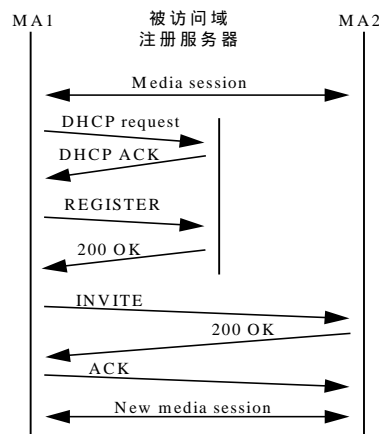 MA1
被访问域
注册服务器
MA2
Media session
DHCP request
DHCP ACK
REGISTER
200 OK
INVITE
200 OK
ACK
New media session